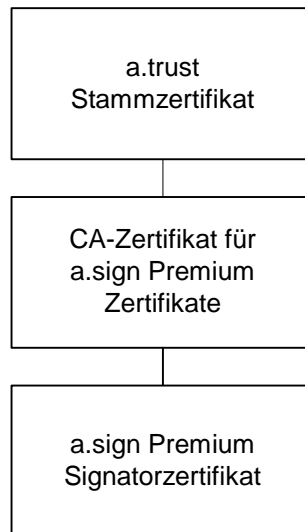 a.trust
Stammzertifikat
CA-Zertifikat für
a.sign Premium
Zertifikate
a.sign Premium
Signatorzertifikat